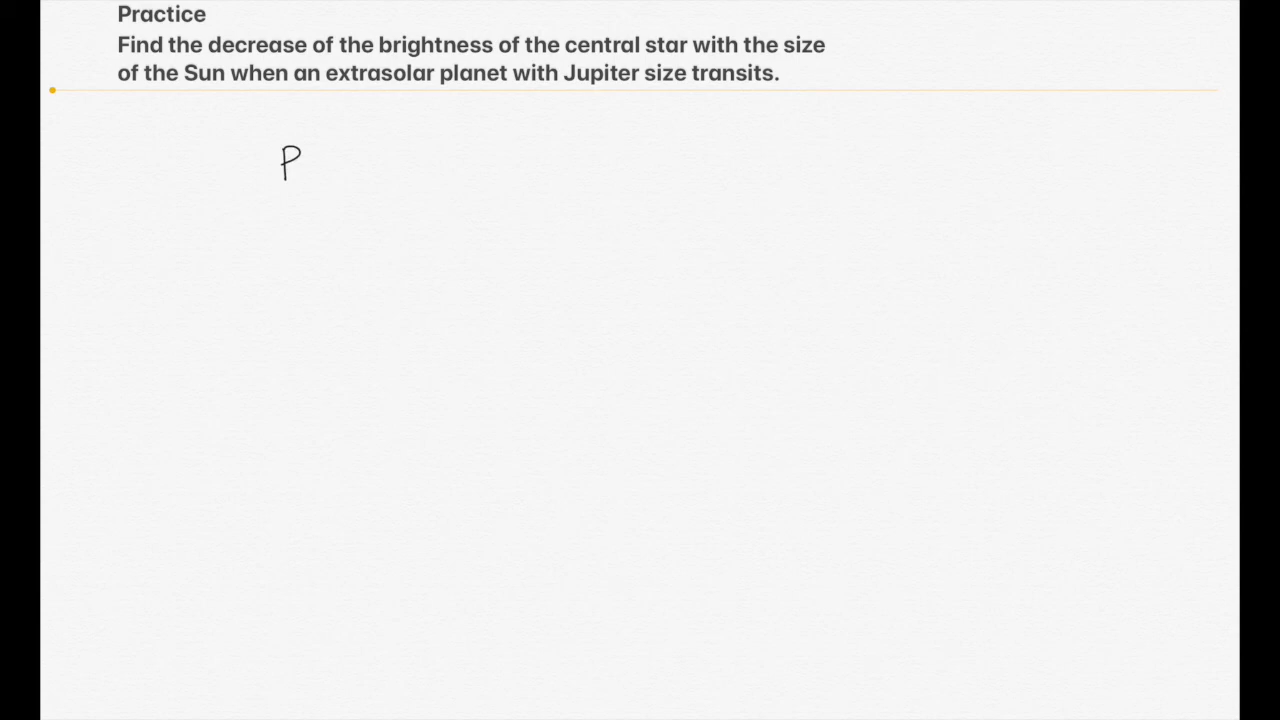 Practice
Find the decrease of the brightness of the central star with the size
of the Sun when an extrasolar planet with Jupiter size transits.
P